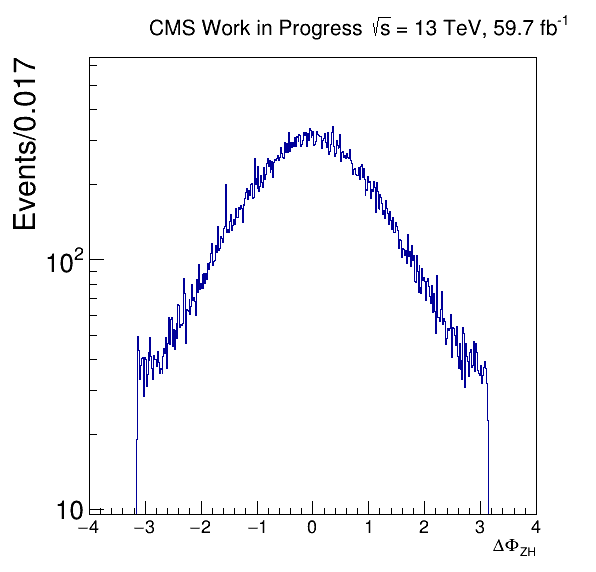 CMS Work in Progress √s = 13 TeV, 59.7 fb⁻¹
Events/0.017
10²
10
−4 −3 −2 −1 0 1 2 3 4
ΔΦ_ZH